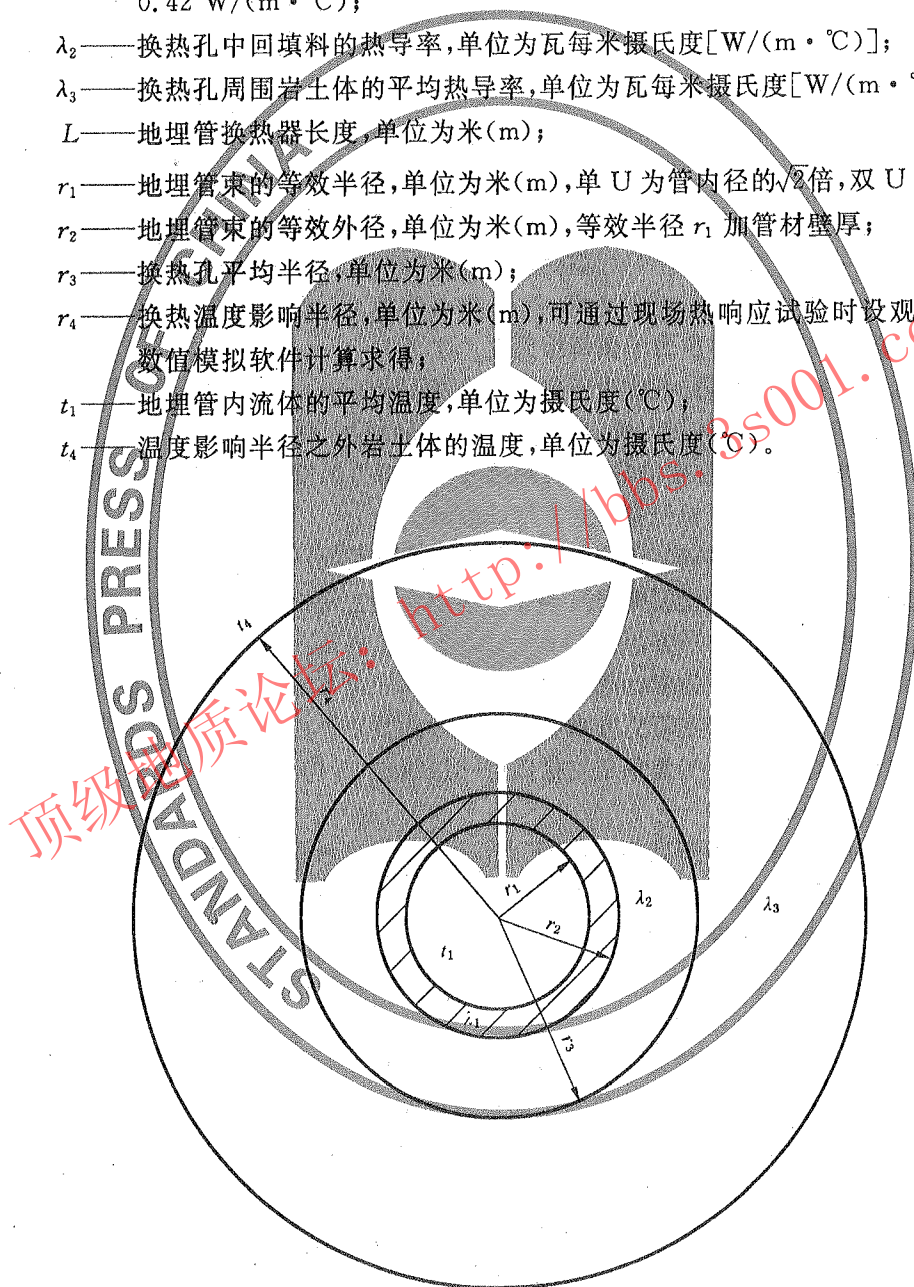 0.42 W/(m·℃);
λ₂——换热孔中回填料的热导率,单位为瓦每米摄氏度[W/(m·℃)];
λ₃——换热孔周围岩土体的平均热导率,单位为瓦每米摄氏度[W/(m·°
L——地埋管换热器长度,单位为米(m);
r₁——地埋管束的等效半径,单位为米(m),单 U 为管内径的√2倍,双 U
r₂——地埋管束的等效外径,单位为米(m),等效半径 r₁ 加管材壁厚;
r₃——换热孔平均半径,单位为米(m);
r₄——换热温度影响半径,单位为米(m),可通过现场热响应试验时设观
数值模拟软件计算求得;
t₁——地埋管内流体的平均温度,单位为摄氏度(℃);
t₄——温度影响半径之外岩土体的温度,单位为摄氏度(℃)。
STANDARDS PRESS OF CHINA
顶级地质论坛: http://bbs.3s001.co
t₄
r₄
r₁
λ₂
λ₃
r₂
t₁
λ₁
r₃